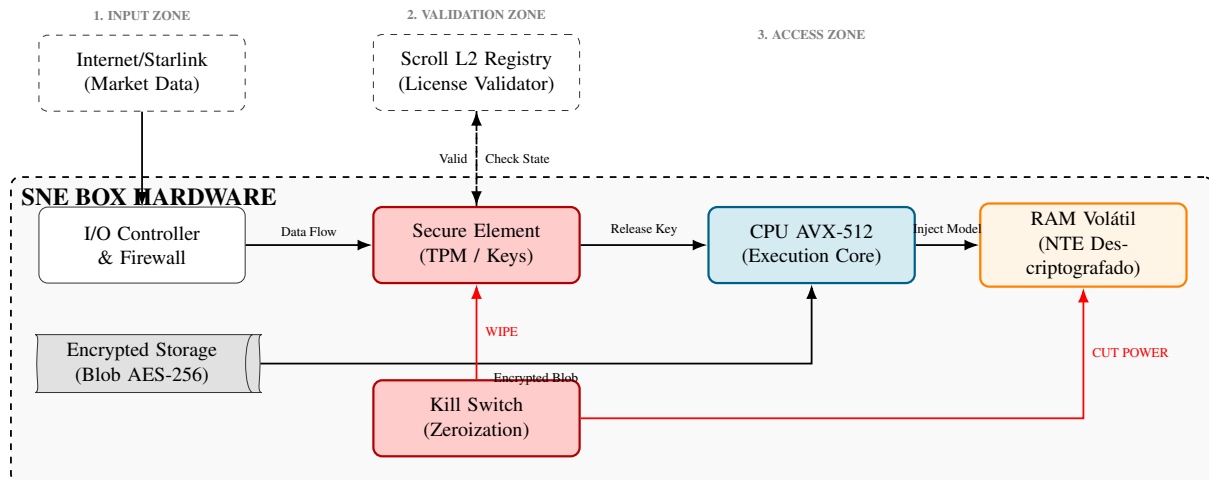 1. INPUT ZONE
2. VALIDATION ZONE
3. ACCESS ZONE
Internet/Starlink
(Market Data)
Scroll L2 Registry
(License Validator)
Valid
Check State
SNE BOX HARDWARE
I/O Controller
& Firewall
Data Flow
Secure Element
(TPM / Keys)
Release Key
CPU AVX-512
(Execution Core)
Inject Model
RAM Volátil
(NTE Des-
criptografado)
WIPE
CUT POWER
Encrypted Storage
(Blob AES-256)
Encrypted Blob
Kill Switch
(Zeroization)